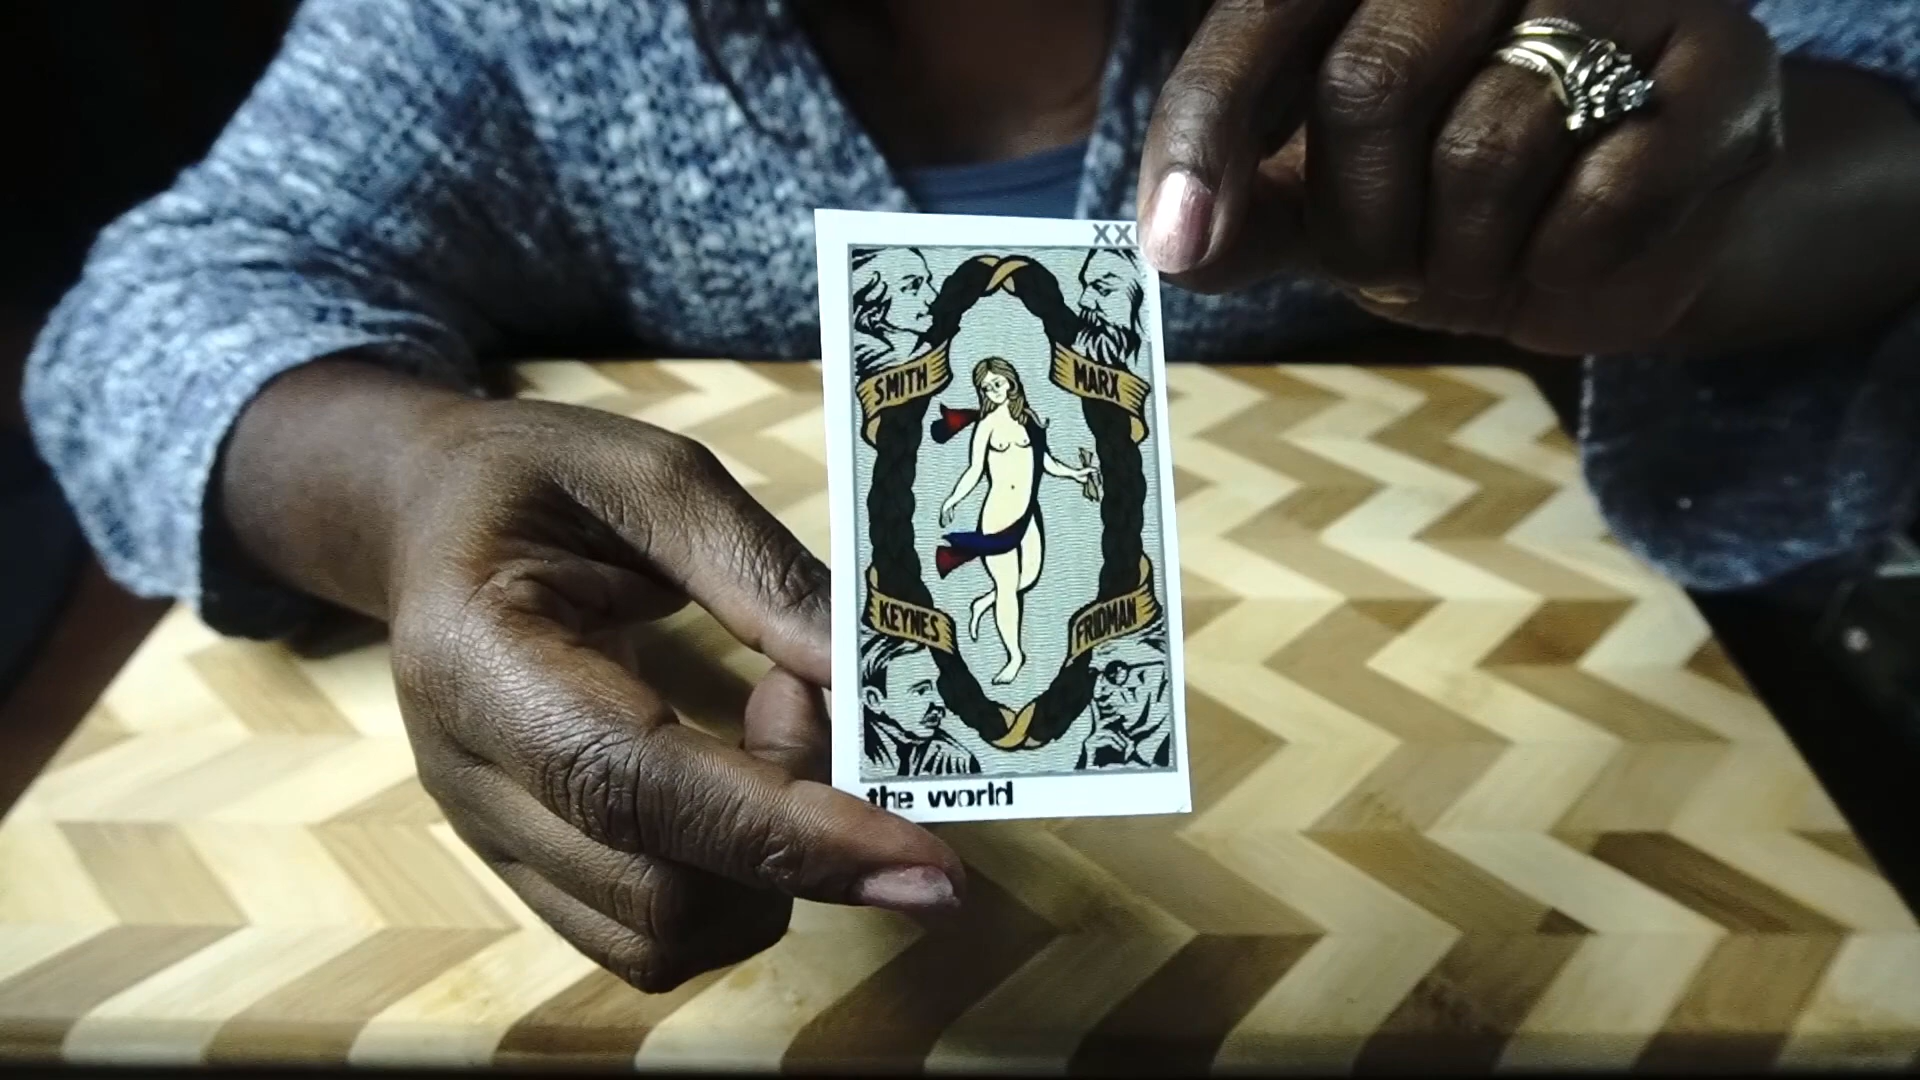 XX
SMITH
MARX
KEYNES
FRIDMAN
the world